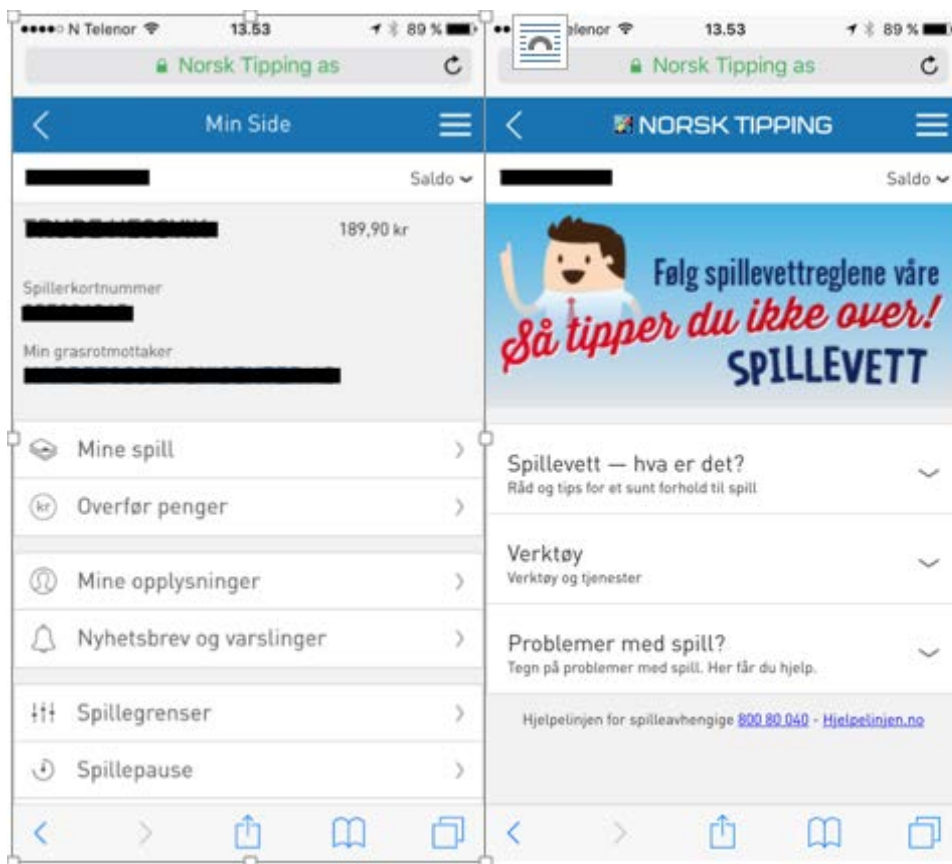 N Telenor 13.53 89 %
Norsk Tipping as
Min Side
Saldo
189,90 kr
Spillerkortnummer
Min grasrotmottaker
Mine spill
kr Overfør penger
Mine opplysninger
Nyhetsbrev og varslinger
Spillegrenser
Spillepause
elenor 13.53 89 %
Norsk Tipping as
NORSK TIPPING
Saldo
Følg spillevettreglene våre
Så tipper du ikke over!
SPILLEVETT
Spillevett — hva er det?
Råd og tips for et sunt forhold til spill
Verktøy
Verktøy og tjenester
Problemer med spill?
Tegn på problemer med spill. Her får du hjelp.
Hjelpelinjen for spilleavhengige 800 80 040 - Hjelpelinjen.no